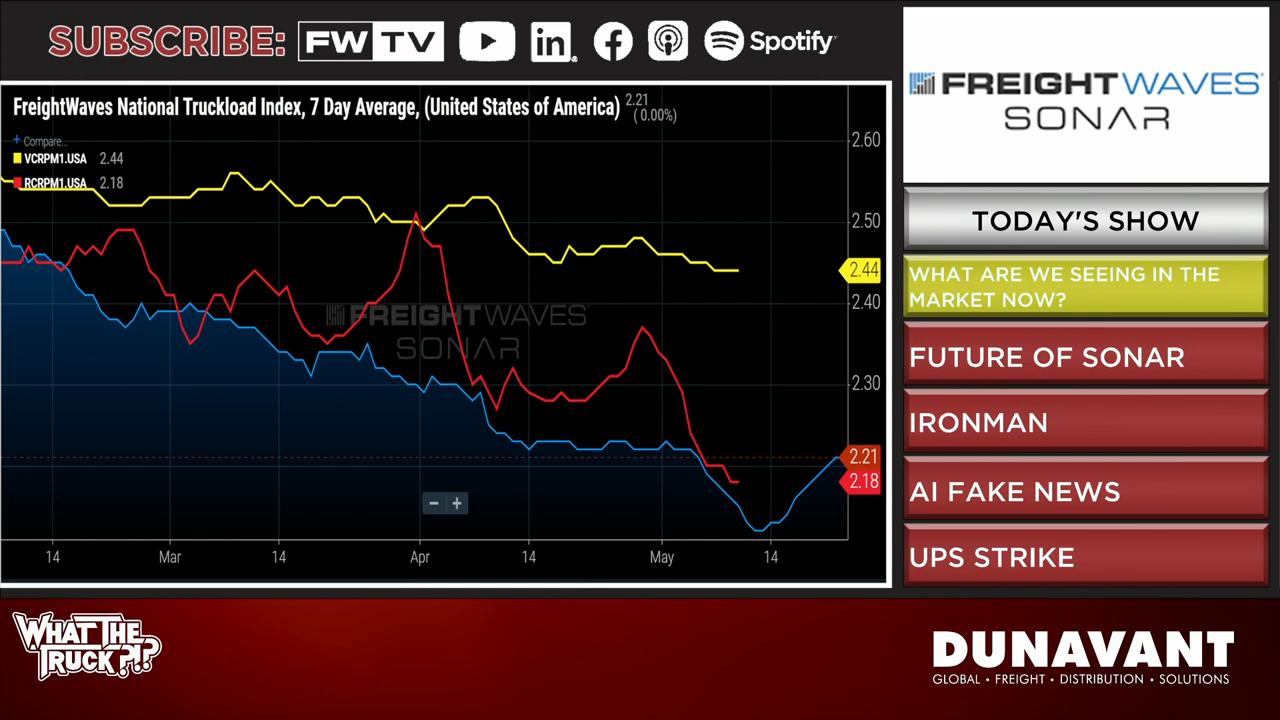 SUBSCRIBE: FW TV in Spotify
FreightWaves National Truckload Index, 7 Day Average, (United States of America) 2.21
( 0.00%)
+ Compare...
VCRPM1.USA 2.44
RCRPM1.USA 2.18
2.60
2.50
2.44
2.40
2.30
2.21
2.18
FREIGHTWAVES
SONAR
− +
14 Mar 14 Apr 14 May 14
FREIGHTWAVES
SONAR
TODAY'S SHOW
WHAT ARE WE SEEING IN THE
MARKET NOW?
FUTURE OF SONAR
IRONMAN
AI FAKE NEWS
UPS STRIKE
WHAT THE
TRUCK?!?
DUNAVANT
GLOBAL • FREIGHT • DISTRIBUTION • SOLUTIONS